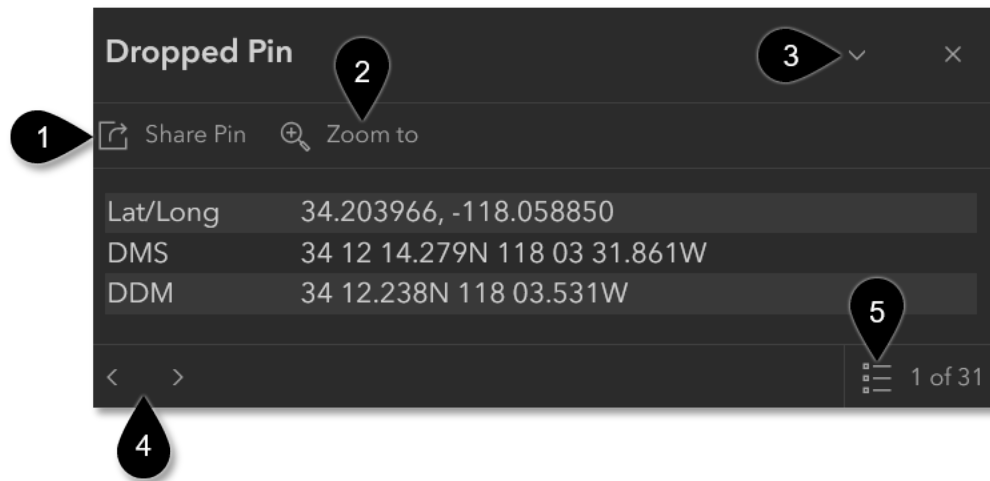 Dropped Pin
2
3
1
Share Pin
Zoom to
Lat/Long 34.203966, -118.058850
DMS 34 12 14.279N 118 03 31.861W
DDM 34 12.238N 118 03.531W
5
1 of 31
4